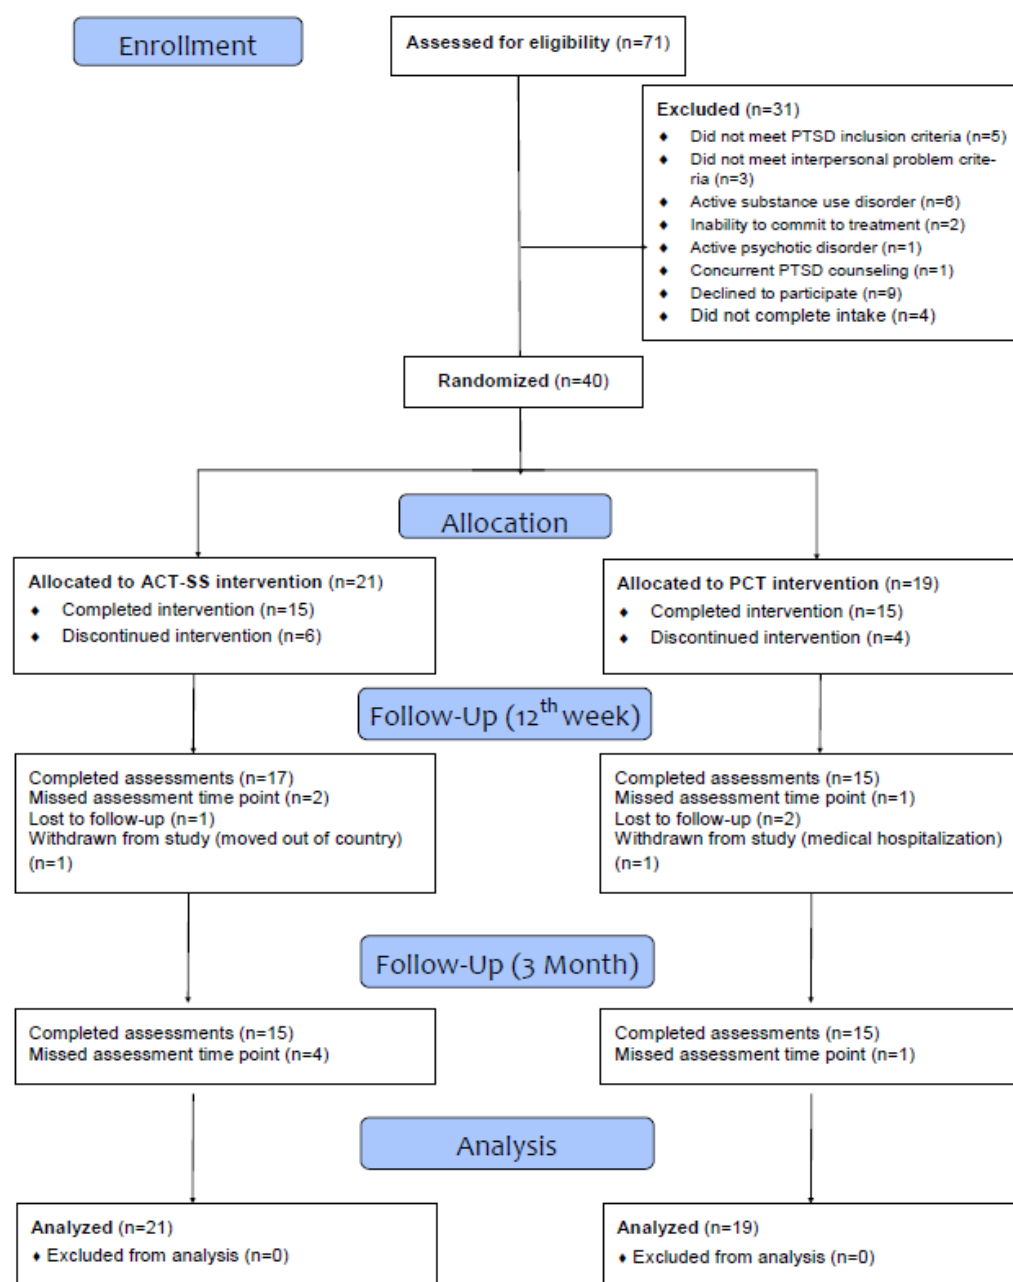 Enrollment
Assessed for eligibility (n=71)
Excluded (n=31)
♦ Did not meet PTSD inclusion criteria (n=5)
♦ Did not meet interpersonal problem crite-
ria (n=3)
♦ Active substance use disorder (n=6)
♦ Inability to commit to treatment (n=2)
♦ Active psychotic disorder (n=1)
♦ Concurrent PTSD counseling (n=1)
♦ Declined to participate (n=9)
♦ Did not complete intake (n=4)
Randomized (n=40)
Allocation
Allocated to ACT-SS intervention (n=21)
♦ Completed intervention (n=15)
♦ Discontinued intervention (n=6)
Allocated to PCT intervention (n=19)
♦ Completed intervention (n=15)
♦ Discontinued intervention (n=4)
Follow-Up (12th week)
Completed assessments (n=17)
Missed assessment time point (n=2)
Lost to follow-up (n=1)
Withdrawn from study (moved out of country)
(n=1)
Completed assessments (n=15)
Missed assessment time point (n=1)
Lost to follow-up (n=2)
Withdrawn from study (medical hospitalization)
(n=1)
Follow-Up (3 Month)
Completed assessments (n=15)
Missed assessment time point (n=4)
Completed assessments (n=15)
Missed assessment time point (n=1)
Analysis
Analyzed (n=21)
♦ Excluded from analysis (n=0)
Analyzed (n=19)
♦ Excluded from analysis (n=0)